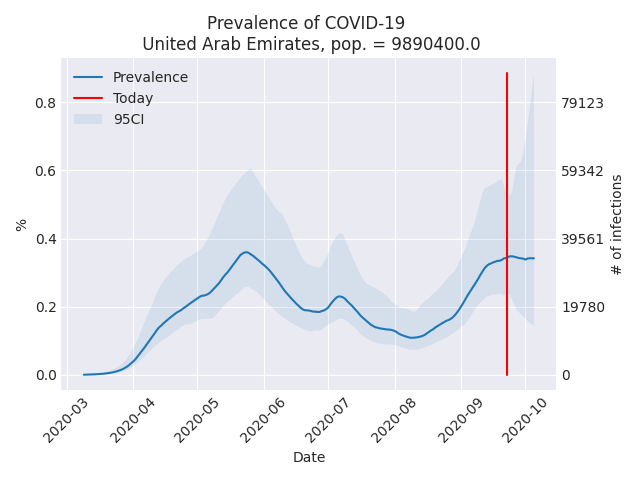 Prevalence of COVID-19
United Arab Emirates, pop. = 9890400.0
Prevalence
Today
95CI
0.8
0.6
0.4
0.2
0.0
%
79123
59342
39561
19780
0
# of infections
2020-03
2020-04
2020-05
2020-06
2020-07
2020-08
2020-09
2020-10
Date